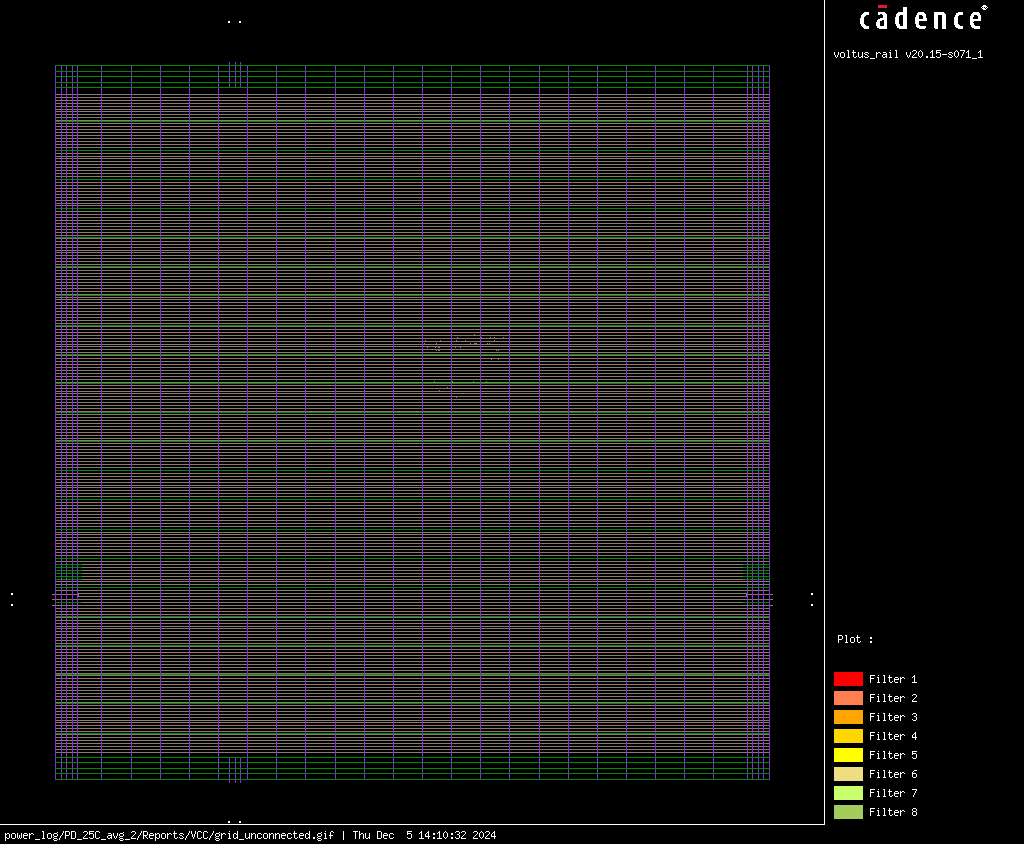 cādence®
voltus_rail v20.15-s071_1
Plot :
Filter 1
Filter 2
Filter 3
Filter 4
Filter 5
Filter 6
Filter 7
Filter 8
power_log/PD_25C_avg_2/Reports/VCC/grid_unconnected.gif | Thu Dec  5 14:10:32 2024